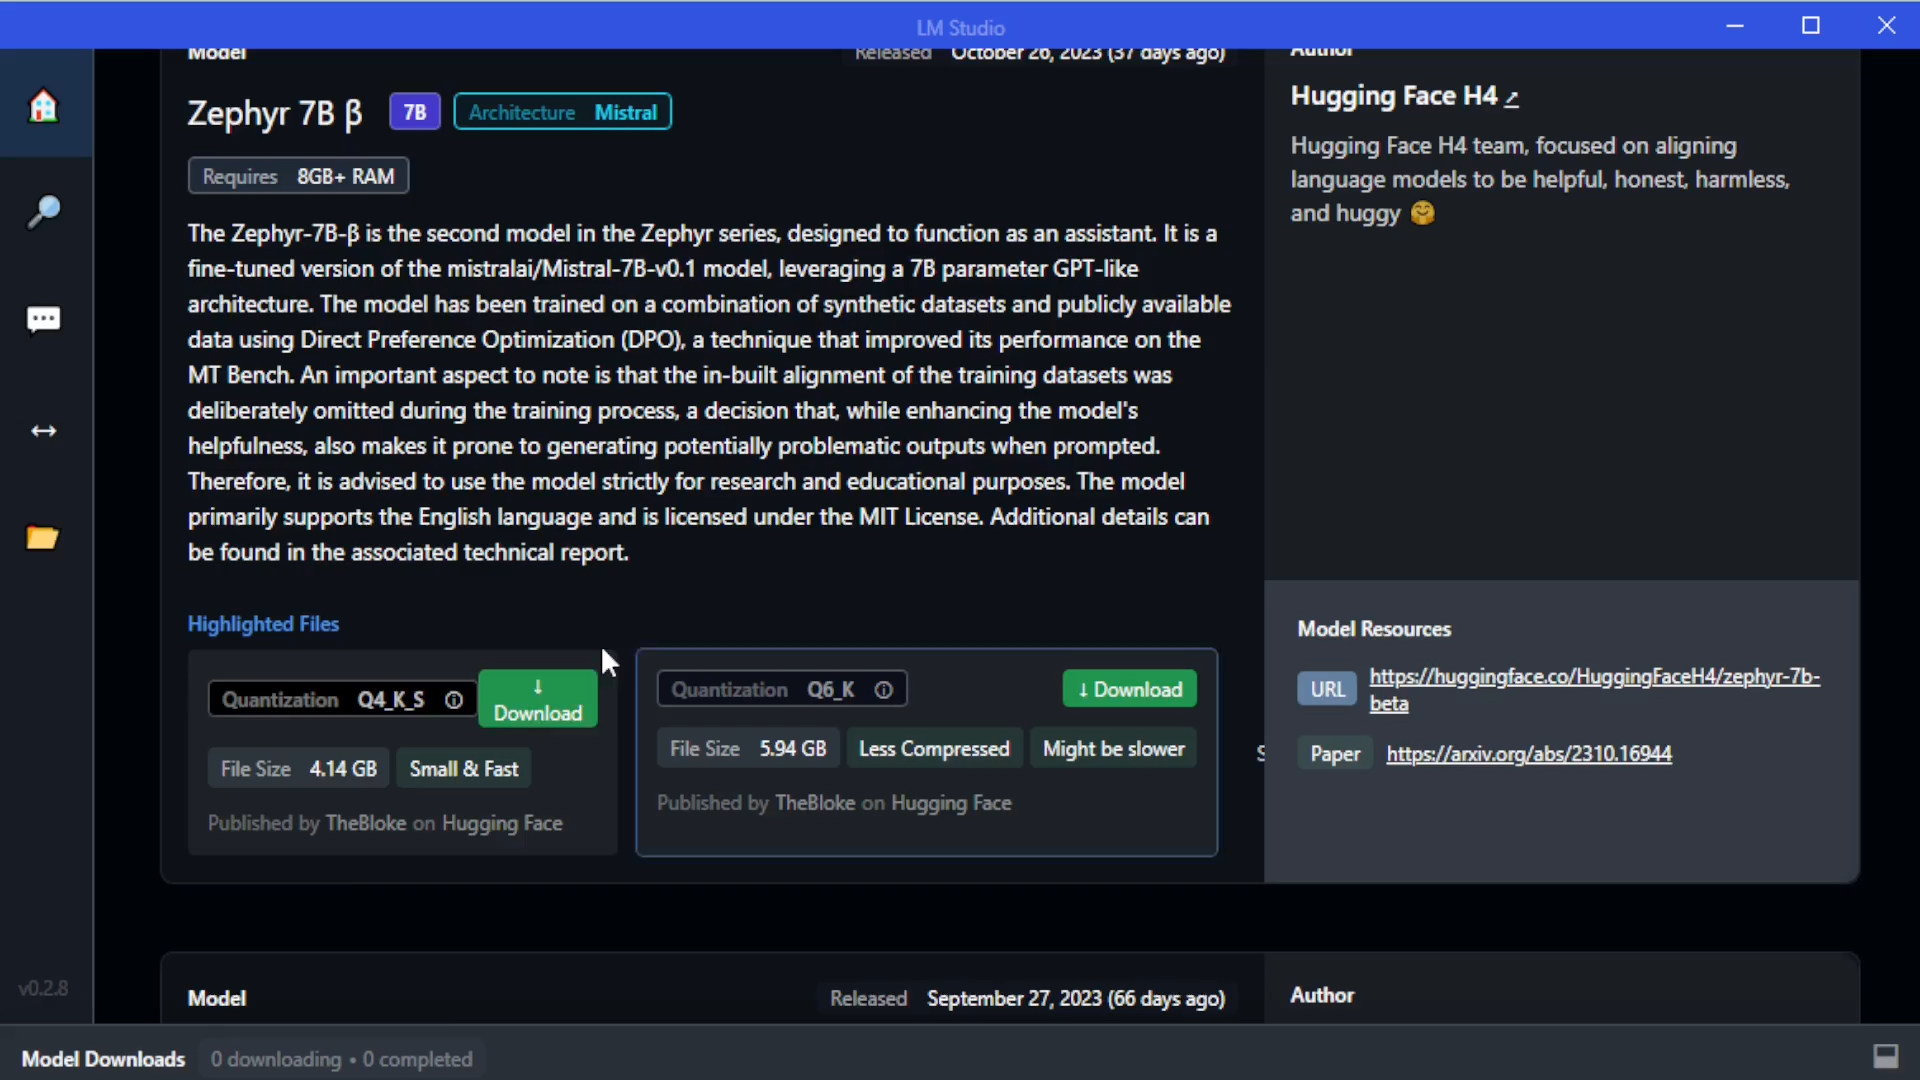 LM Studio
Model
Released October 26, 2023 (37 days ago)
Author
Zephyr 7B β
7B
Architecture Mistral
Requires 8GB+ RAM
The Zephyr-7B-β is the second model in the Zephyr series, designed to function as an assistant. It is a
fine-tuned version of the mistralai/Mistral-7B-v0.1 model, leveraging a 7B parameter GPT-like
architecture. The model has been trained on a combination of synthetic datasets and publicly available
data using Direct Preference Optimization (DPO), a technique that improved its performance on the
MT Bench. An important aspect to note is that the in-built alignment of the training datasets was
deliberately omitted during the training process, a decision that, while enhancing the model's
helpfulness, also makes it prone to generating potentially problematic outputs when prompted.
Therefore, it is advised to use the model strictly for research and educational purposes. The model
primarily supports the English language and is licensed under the MIT License. Additional details can
be found in the associated technical report.
Hugging Face H4
Hugging Face H4 team, focused on aligning
language models to be helpful, honest, harmless,
and huggy 🤗
Highlighted Files
Quantization Q4_K_S
↓ Download
File Size 4.14 GB
Small & Fast
Published by TheBloke on Hugging Face
Quantization Q6_K
↓ Download
File Size 5.94 GB
Less Compressed
Might be slower
Published by TheBloke on Hugging Face
Model Resources
URL
https://huggingface.co/HuggingFaceH4/zephyr-7b-
beta
Paper https://arxiv.org/abs/2310.16944
Model
Released September 27, 2023 (66 days ago)
Author
v0.2.8
Model Downloads 0 downloading • 0 completed